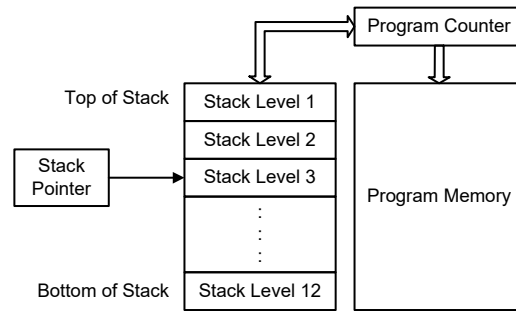 Program Counter
Top of Stack
Stack Level 1
Stack Level 2
Stack
Pointer
Stack Level 3
Program Memory
Bottom of Stack
Stack Level 12